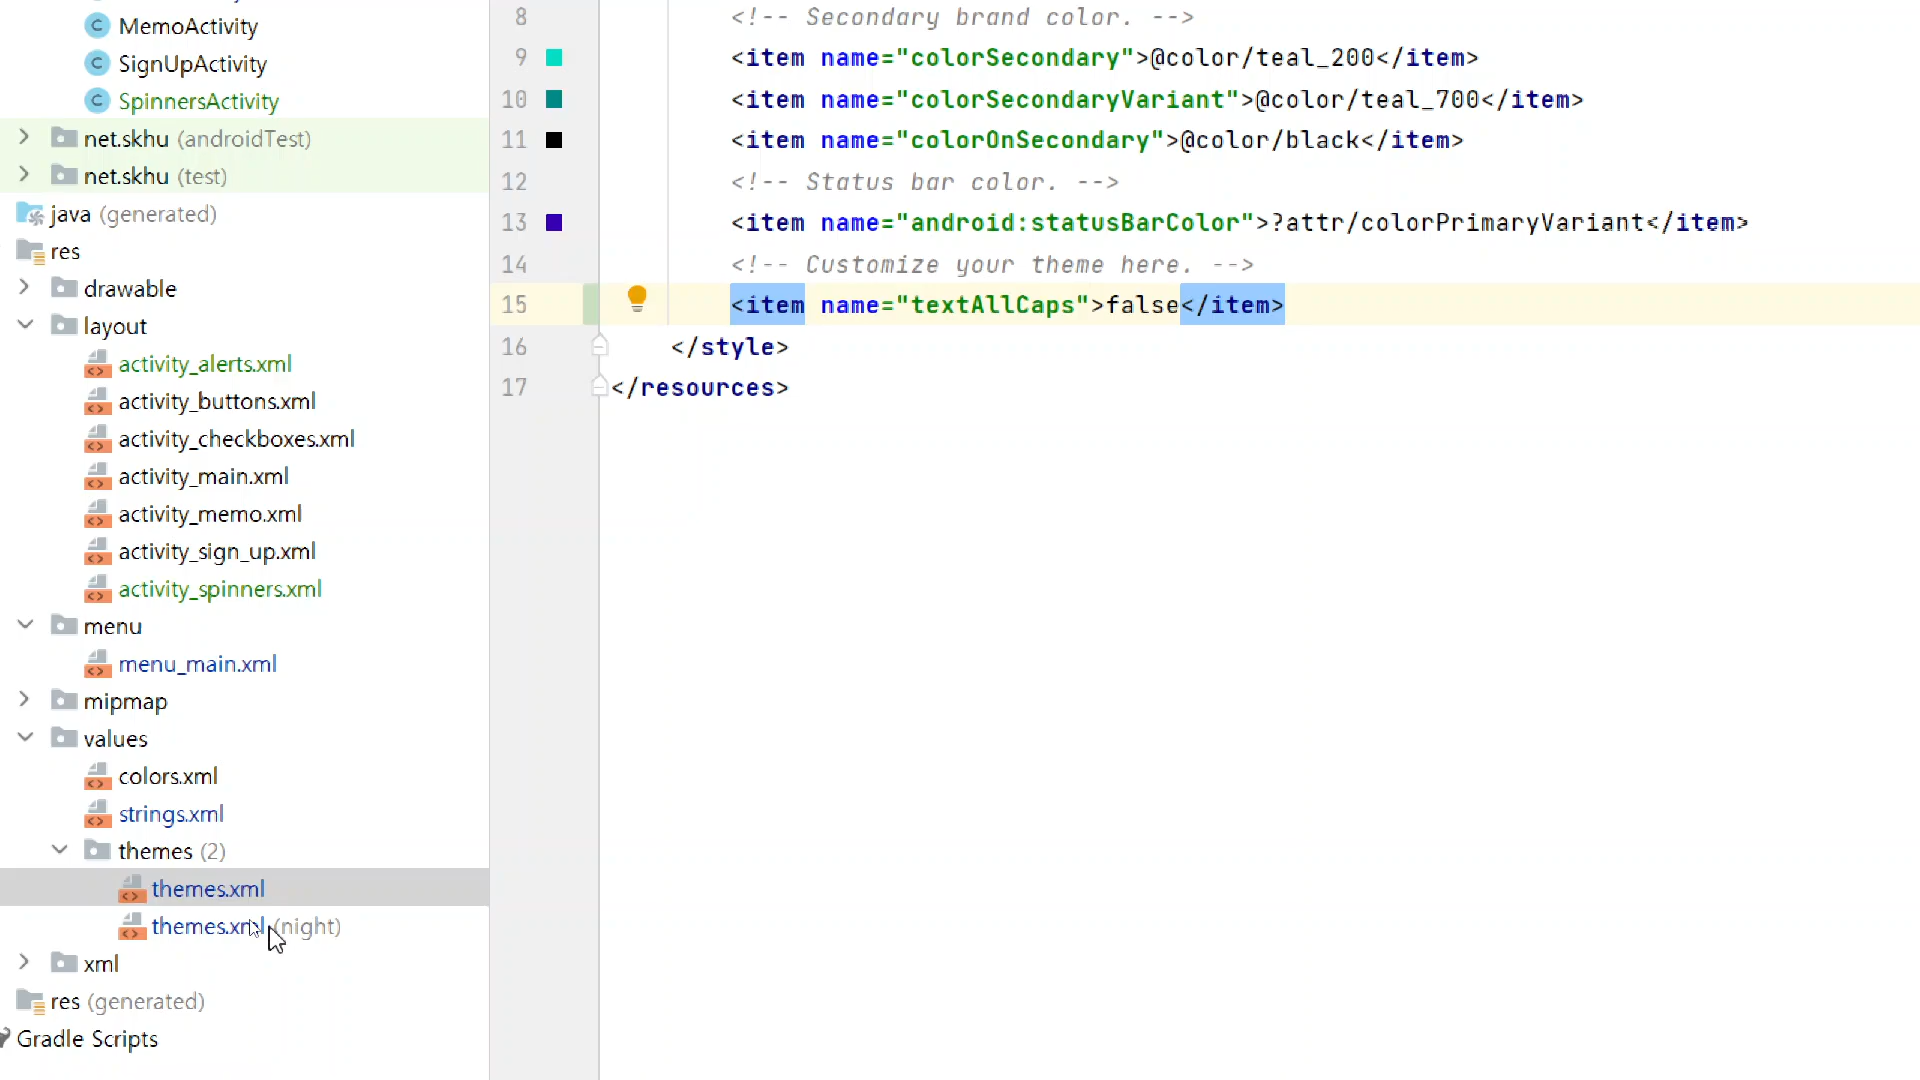 MemoActivity
SignUpActivity
SpinnersActivity
net.skhu (androidTest)
net.skhu (test)
java (generated)
res
drawable
layout
activity_alerts.xml
activity_buttons.xml
activity_checkboxes.xml
activity_main.xml
activity_memo.xml
activity_sign_up.xml
activity_spinners.xml
menu
menu_main.xml
mipmap
values
colors.xml
strings.xml
themes (2)
themes.xml
themes.xml (night)
xml
res (generated)
Gradle Scripts
8 <!-- Secondary brand color. -->
9 <item name="colorSecondary">@color/teal_200</item>
10 <item name="colorSecondaryVariant">@color/teal_700</item>
11 <item name="colorOnSecondary">@color/black</item>
12 <!-- Status bar color. -->
13 <item name="android:statusBarColor">?attr/colorPrimaryVariant</item>
14 <!-- Customize your theme here. -->
15 <item name="textAllCaps">false</item>
16 </style>
17 </resources>